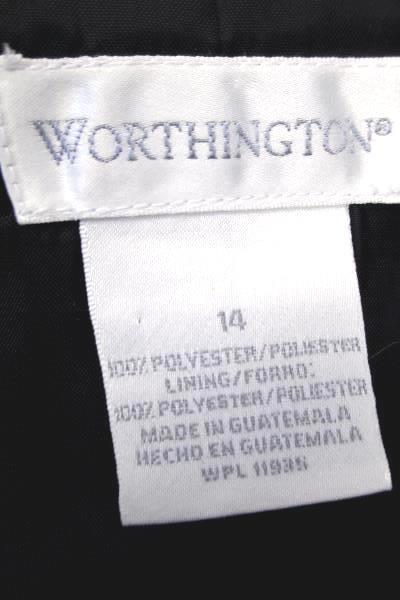 WORTHINGTON®
14
100% POLYESTER/POLIESTER
LINING/FORRO:
100% POLYESTER/POLIESTER
MADE IN GUATEMALA
HECHO EN GUATEMALA
WPL 11935